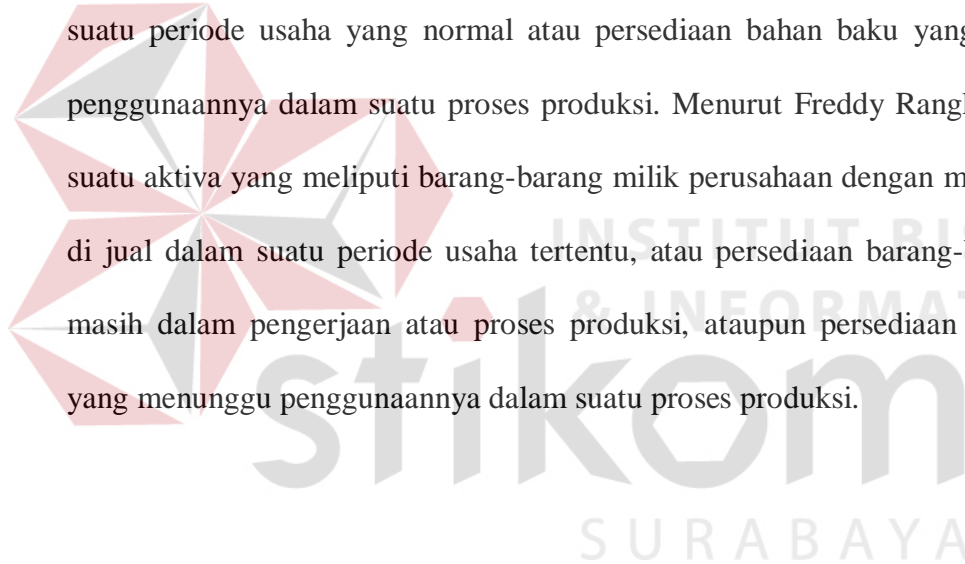 suatu periode usaha yang normal atau persediaan bahan baku yang
penggunaannya dalam suatu proses produksi. Menurut Freddy
suatu aktiva yang meliputi barang-barang milik perusahaan dengan
di jual dalam suatu periode usaha tertentu, atau persediaan barang-
masih dalam pengerjaan atau proses produksi, ataupun persediaan
yang menunggu penggunaannya dalam suatu proses produksi.
INSTITUT
& INFORMAT
stikom
SURABAYA